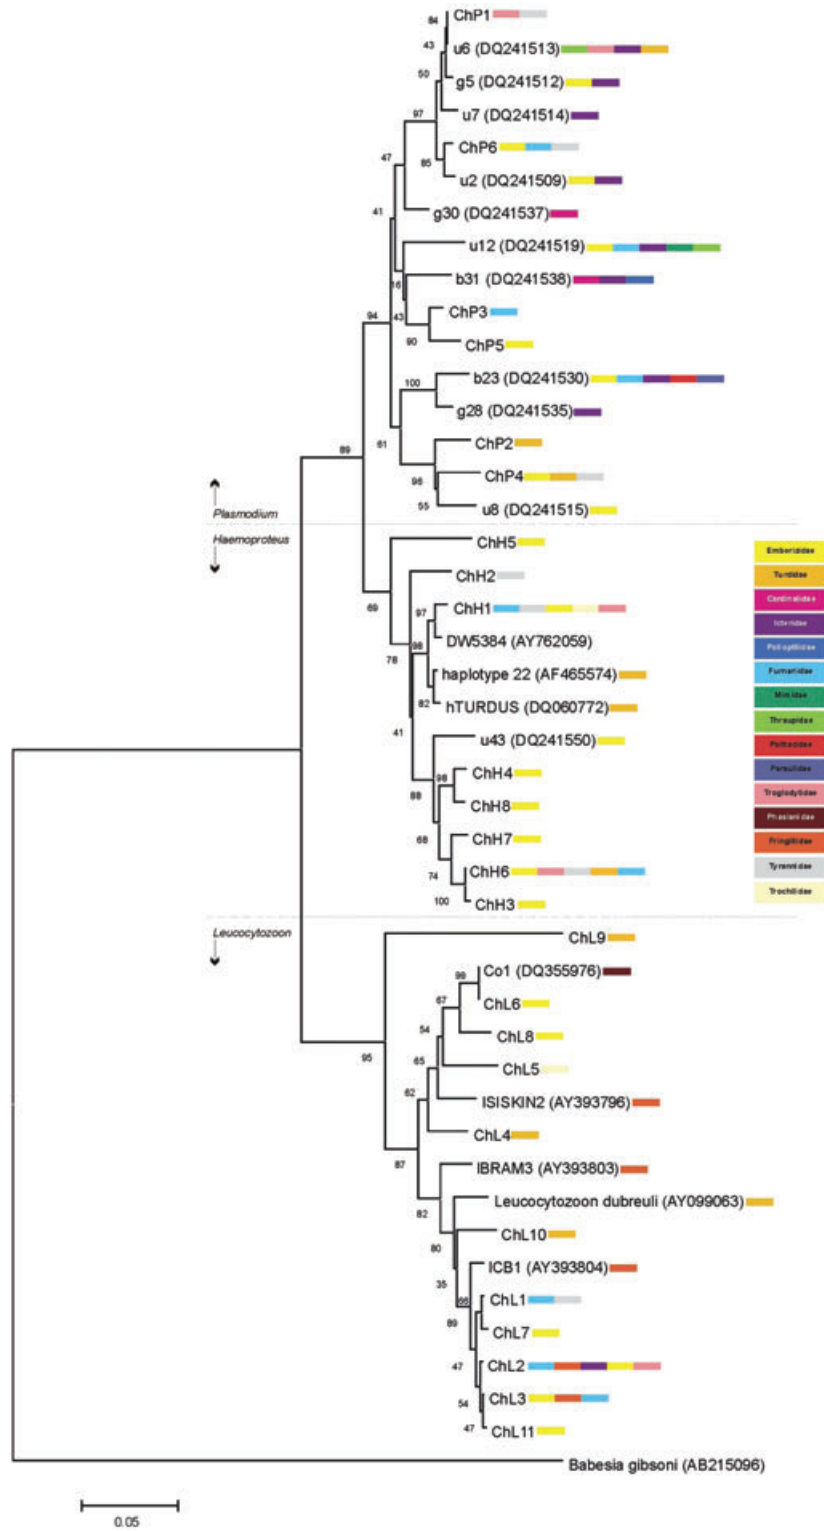 84
ChP1
43
u6 (DQ241513)
50
g5 (DQ241512)
u7 (DQ241514)
97
ChP6
85
u2 (DQ241509)
47
g30 (DQ241537)
41
u12 (DQ241519)
16
b31 (DQ241538)
43
ChP3
94
90
ChP5
100
b23 (DQ241530)
g28 (DQ241535)
61
ChP2
89
96
ChP4
55
u8 (DQ241515)
Plasmodium
Haemoproteus
ChH5
69
ChH2
97
ChH1
78
98
DW5384 (AY762059)
haplotype 22 (AF465574)
82
hTURDUS (DQ060772)
41
u43 (DQ241550)
98
ChH4
88
ChH8
68
ChH7
74
ChH6
100
ChH3
Emberizidae
Turdidae
Cardinalidae
Icteridae
Polioptilidae
Furnariidae
Mimidae
Thraupidae
Psittacidae
Parulidae
Troglodytidae
Phasianidae
Fringillidae
Tyrannidae
Trochilidae
Leucocytozoon
ChL9
99
Co1 (DQ355976)
67
ChL6
54
ChL8
95
65
ChL5
62
ISISKIN2 (AY393796)
ChL4
87
IBRAM3 (AY393803)
82
Leucocytozoon dubreuli (AY099063)
80
ChL10
35
ICB1 (AY393804)
66
ChL1
89
ChL7
47
ChL2
54
ChL3
47
ChL11
Babesia gibsoni (AB215096)
0.05